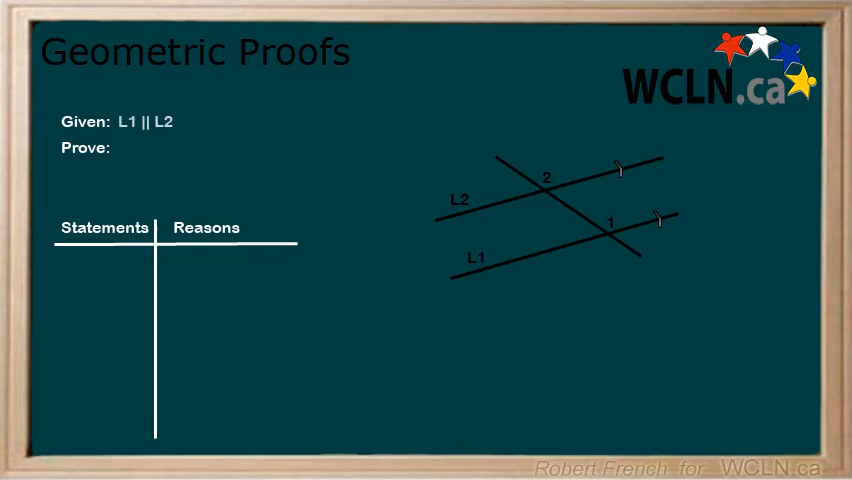 Geometric Proofs
WCLN.ca
Given: L1 || L2
Prove:
2
L2
Statements Reasons
1
L1
Robert French for WCLN.ca